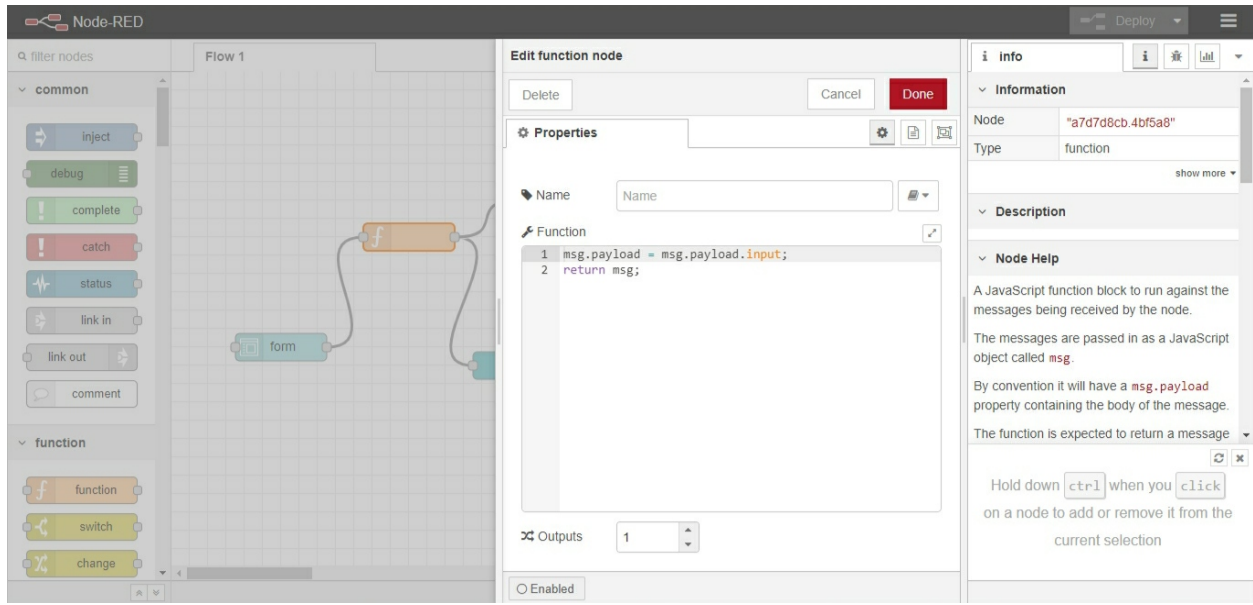 Node-RED
Deploy
filter nodes
common
inject
debug
complete
catch
status
link in
link out
comment
function
function
switch
change
Flow 1
f
form
Edit function node
Delete
Cancel
Done
Properties
Name
Name
Function
1 msg.payload = msg.payload.input;
2 return msg;
Outputs
1
Enabled
i info
i
Information
Node "a7d7d8cb.4bf5a8"
Type function
show more
Description
Node Help
A JavaScript function block to run against the
messages being received by the node.
The messages are passed in as a JavaScript
object called msg.
By convention it will have a msg.payload
property containing the body of the message.
The function is expected to return a message
Hold down ctrl when you click
on a node to add or remove it from the
current selection